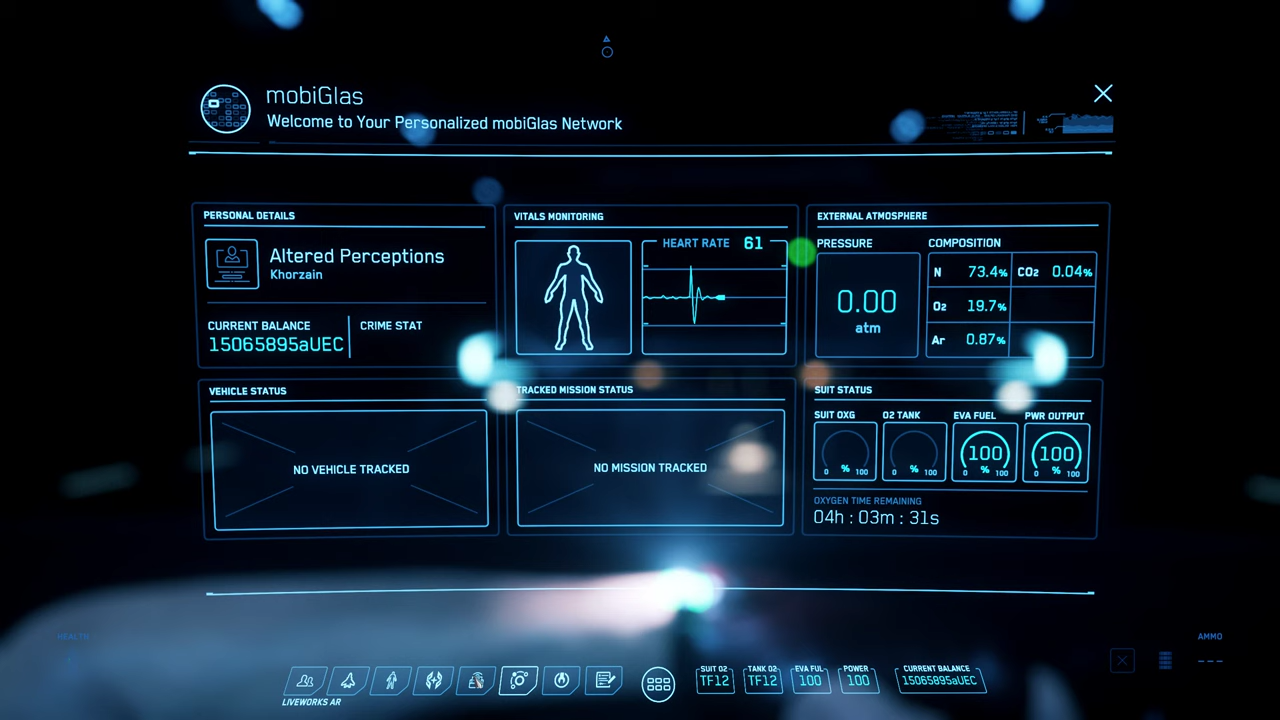 mobiGlas
Welcome to Your Personalized mobiGlas Network
PERSONAL DETAILS
Altered Perceptions
Khorzain
CURRENT BALANCE
15065895aUEC
CRIME STAT
VITALS MONITORING
HEART RATE 61
EXTERNAL ATMOSPHERE
PRESSURE
0.00
atm
COMPOSITION
N 73.4% CO2 0.04%
O2 19.7%
Ar 0.87%
VEHICLE STATUS
NO VEHICLE TRACKED
TRACKED MISSION STATUS
NO MISSION TRACKED
SUIT STATUS
SUIT OXG O2 TANK EVA FUEL PWR OUTPUT
100 100
0 % 100 0 % 100 0 % 100 0 % 100
OXYGEN TIME REMAINING
04h : 03m : 31s
HEALTH
AMMO
---
LIVEWORKS AR
SUIT O2 TANK O2 EVA FUL POWER CURRENT BALANCE
TF12 TF12 100 100 15065895aUEC